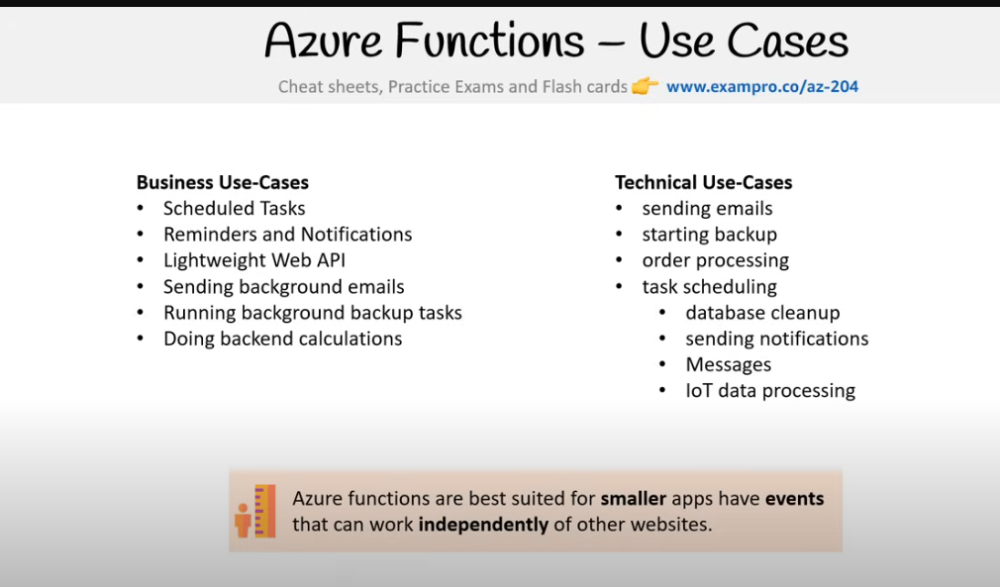 Azure Functions – Use Cases
Cheat sheets, Practice Exams and Flash cards 👉 www.exampro.co/az-204
Business Use-Cases
• Scheduled Tasks
• Reminders and Notifications
• Lightweight Web API
• Sending background emails
• Running background backup tasks
• Doing backend calculations
Technical Use-Cases
• sending emails
• starting backup
• order processing
• task scheduling
• database cleanup
• sending notifications
• Messages
• IoT data processing
Azure functions are best suited for smaller apps have events
that can work independently of other websites.